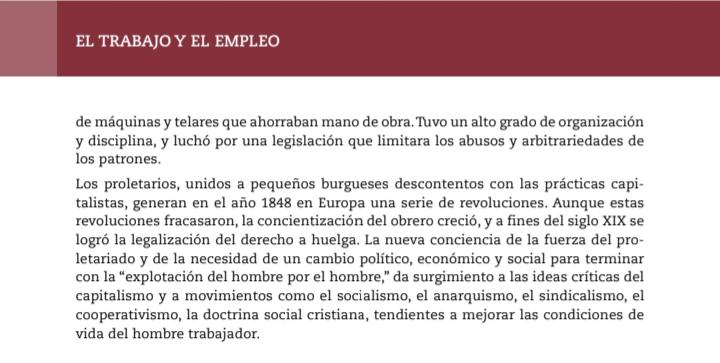 EL TRABAJO Y EL EMPLEO
de máquinas y telares que ahorraban mano de obra. Tuvo un alto grado de organización
y disciplina, y luchó por una legislación que limitara los abusos y arbitrariedades de
los patrones.
Los proletarios, unidos a pequeños burgueses descontentos con las prácticas capi-
talistas, generan en el año 1848 en Europa una serie de revoluciones. Aunque estas
revoluciones fracasaron, la concientización del obrero creció, y a fines del siglo XIX se
logró la legalización del derecho a huelga. La nueva conciencia de la fuerza del pro-
letariado y de la necesidad de un cambio político, económico y social para terminar
con la “explotación del hombre por el hombre,” da surgimiento a las ideas críticas del
capitalismo y a movimientos como el socialismo, el anarquismo, el sindicalismo, el
cooperativismo, la doctrina social cristiana, tendientes a mejorar las condiciones de
vida del hombre trabajador.